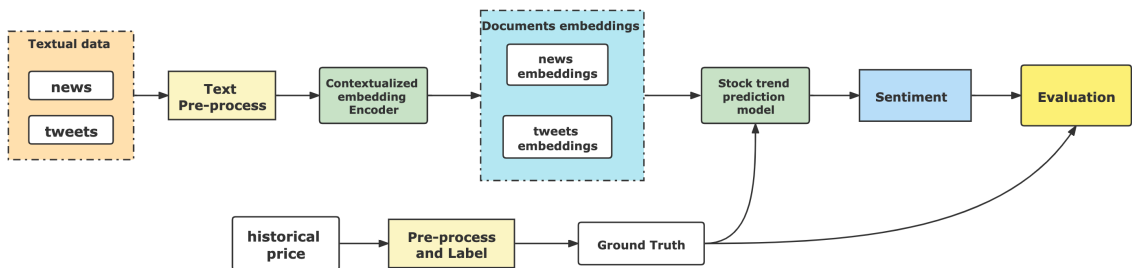 Textual data
news
tweets
Text
Pre-process
Contextualized
embedding
Encoder
Documents embeddings
news
embeddings
tweets
embeddings
Stock trend
prediction
model
Sentiment
Evaluation
historical
price
Pre-process
and Label
Ground Truth